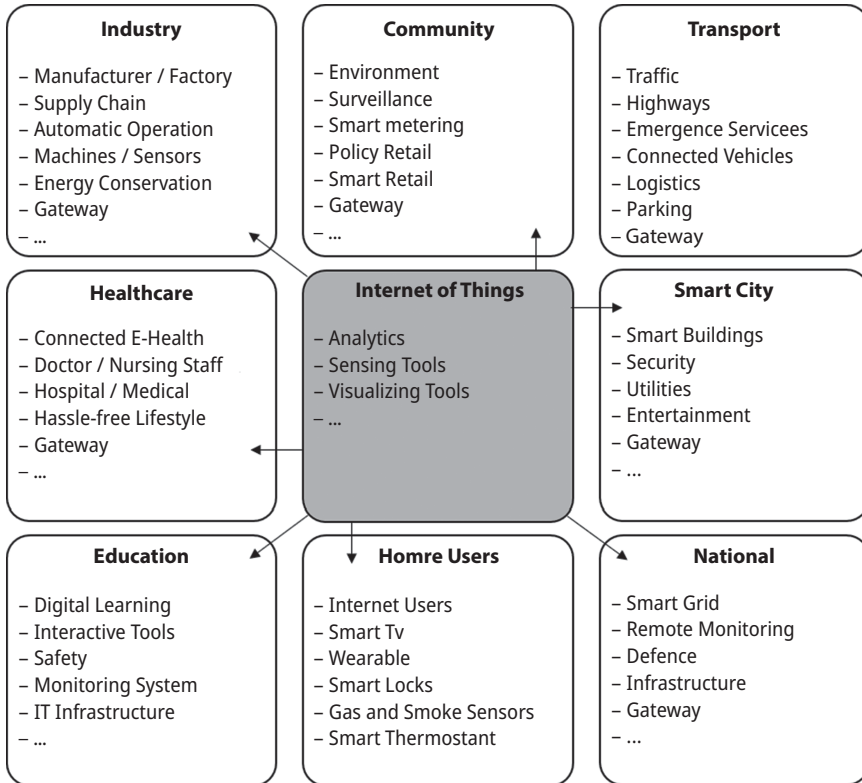 Industry
– Manufacturer / Factory
– Supply Chain
– Automatic Operation
– Machines / Sensors
– Energy Conservation
– Gateway
– ...
Community
– Environment
– Surveillance
– Smart metering
– Policy Retail
– Smart Retail
– Gateway
– ...
Transport
– Traffic
– Highways
– Emergence Servicees
– Connected Vehicles
– Logistics
– Parking
– Gateway
Healthcare
– Connected E-Health
– Doctor / Nursing Staff
– Hospital / Medical
– Hassle-free Lifestyle
– Gateway
– ...
Internet of Things
– Analytics
– Sensing Tools
– Visualizing Tools
– ...
Smart City
– Smart Buildings
– Security
– Utilities
– Entertainment
– Gateway
– ...
Education
– Digital Learning
– Interactive Tools
– Safety
– Monitoring System
– IT Infrastructure
– ...
Homre Users
– Internet Users
– Smart Tv
– Wearable
– Smart Locks
– Gas and Smoke Sensors
– Smart Thermostant
National
– Smart Grid
– Remote Monitoring
– Defence
– Infrastructure
– Gateway
– ...